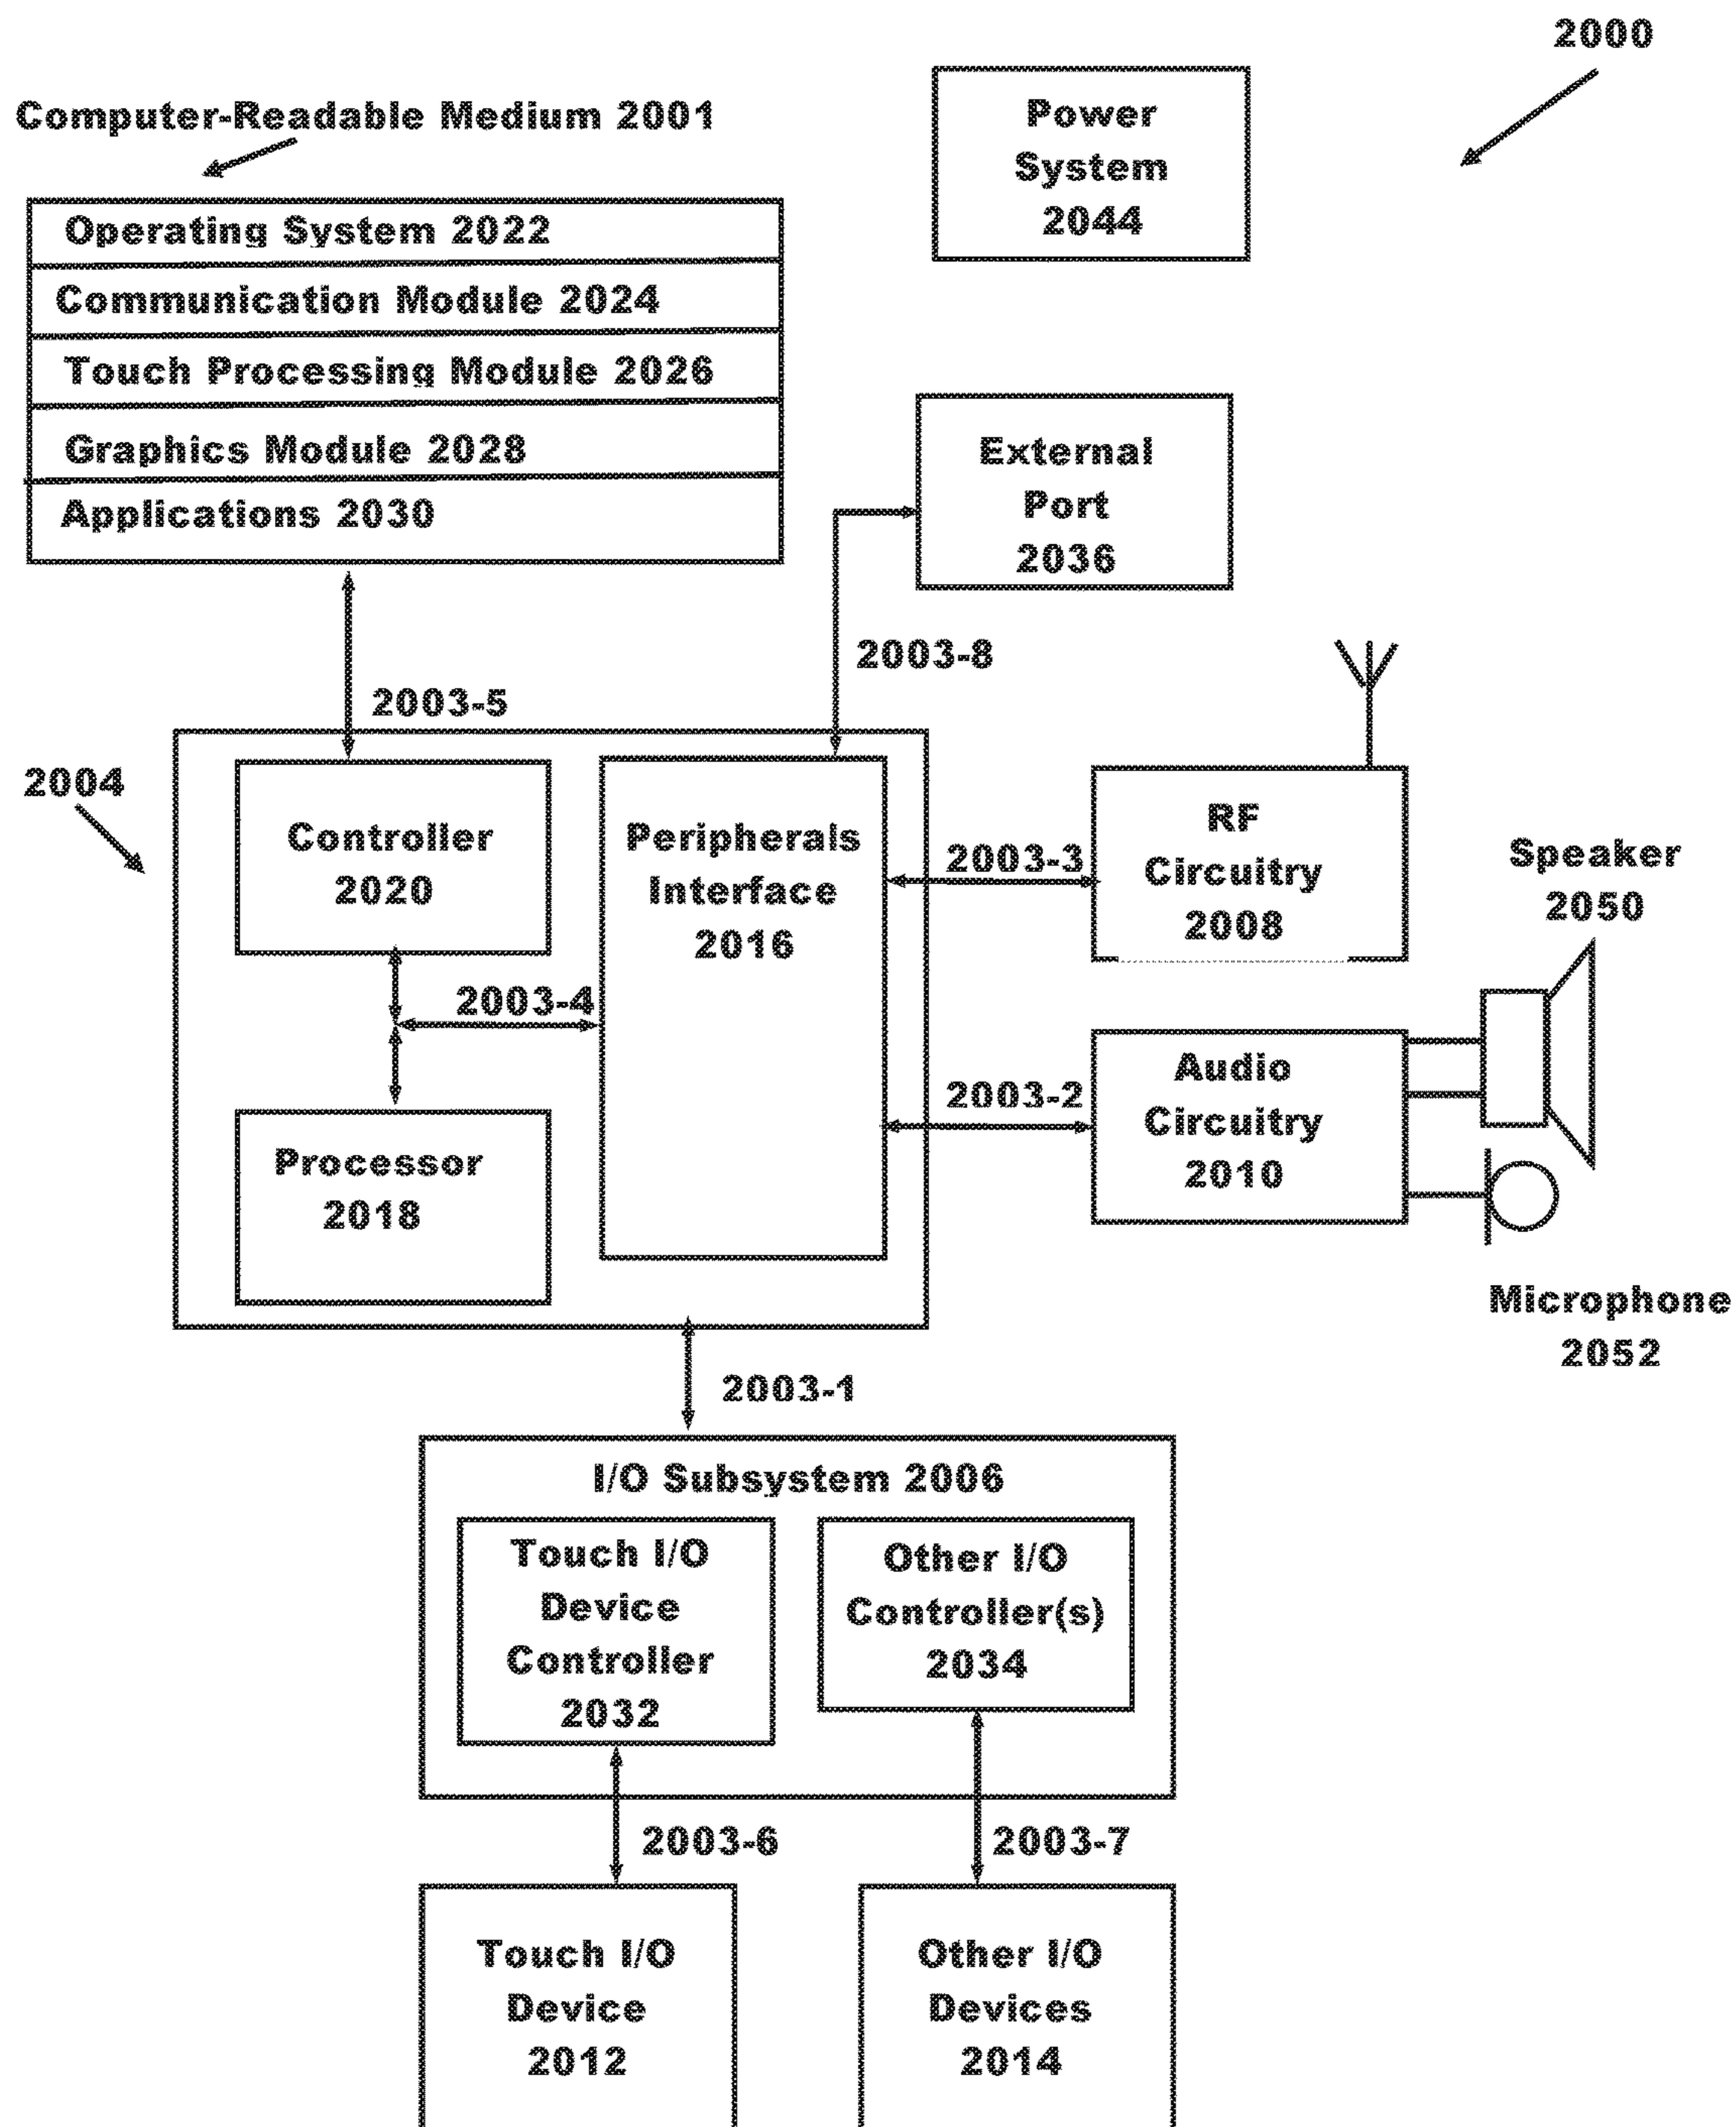 2000
Computer-Readable Medium 2001
Power
System
2044
Operating System 2022
Communication Module 2024
Touch Processing Module 2026
Graphics Module 2028
Applications 2030
External
Port
2036
2003-8
2003-5
2004
Controller
2020
Peripherals
Interface
2016
2003-3
RF
Circuitry
2008
Speaker
2050
2003-4
2003-2
Audio
Circuitry
2010
Processor
2018
Microphone
2052
2003-1
I/O Subsystem 2006
Touch I/O
Device
Controller
2032
Other I/O
Controller(s)
2034
2003-6
2003-7
Touch I/O
Device
2012
Other I/O
Devices
2014